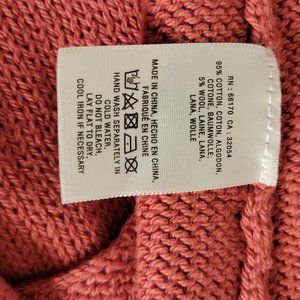 RN : 66170 CA : 32054
95% COTTON, COTON, ALGODON,
COTONE, BAUMWOLLE
5% WOOL, LAINE, LANA,
LANA, WOLLE
MADE IN CHINA, HECHO EN CHINA,
FABRIQUÉ EN CHINA
HAND WASH SEPARATELY IN
COLD WATER.
DO NOT BLEACH.
LAY FLAT TO DRY.
COOL IRON IF NECESSARY